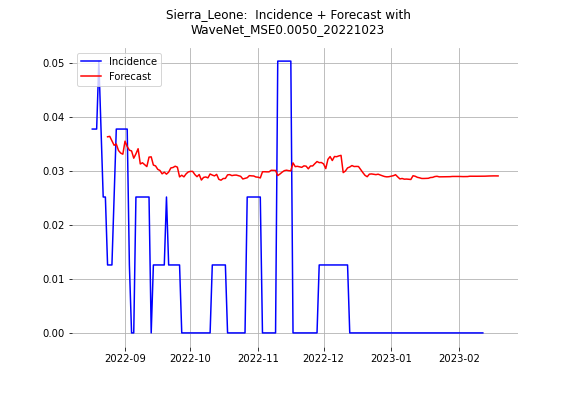 Sierra_Leone:  Incidence + Forecast with
WaveNet_MSE0.0050_20221023
Incidence
Forecast
0.05
0.04
0.03
0.02
0.01
0.00
2022-09 2022-10 2022-11 2022-12 2023-01 2023-02